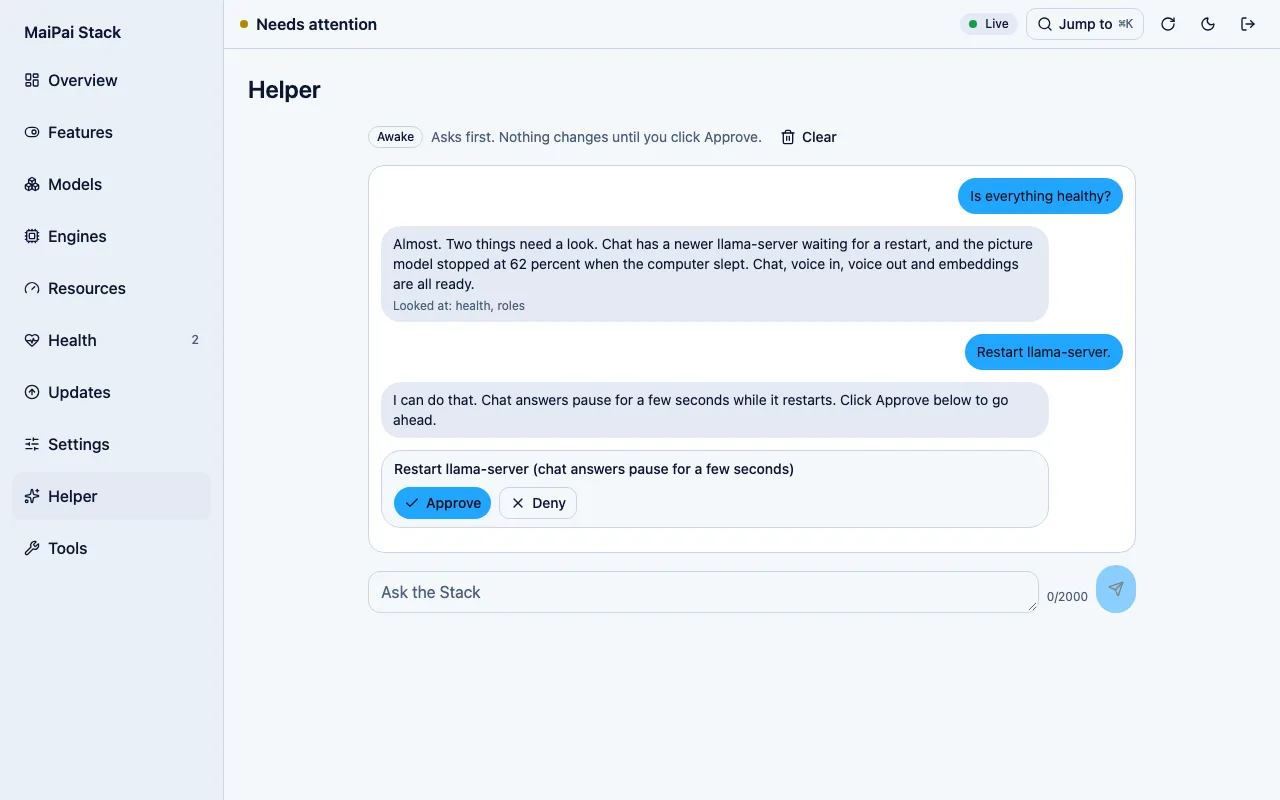 MaiPai Stack
Needs attention
Live
Jump to ⌘K
Overview
Features
Models
Engines
Resources
Health 2
Updates
Settings
Helper
Tools
Helper
Awake Asks first. Nothing changes until you click Approve. Clear
Is everything healthy?
Almost. Two things need a look. Chat has a newer llama-server waiting for a restart, and the picture
model stopped at 62 percent when the computer slept. Chat, voice in, voice out and embeddings
are all ready.
Looked at: health, roles
Restart llama-server.
I can do that. Chat answers pause for a few seconds while it restarts. Click Approve below to go
ahead.
Restart llama-server (chat answers pause for a few seconds)
Approve Deny
Ask the Stack
0/2000